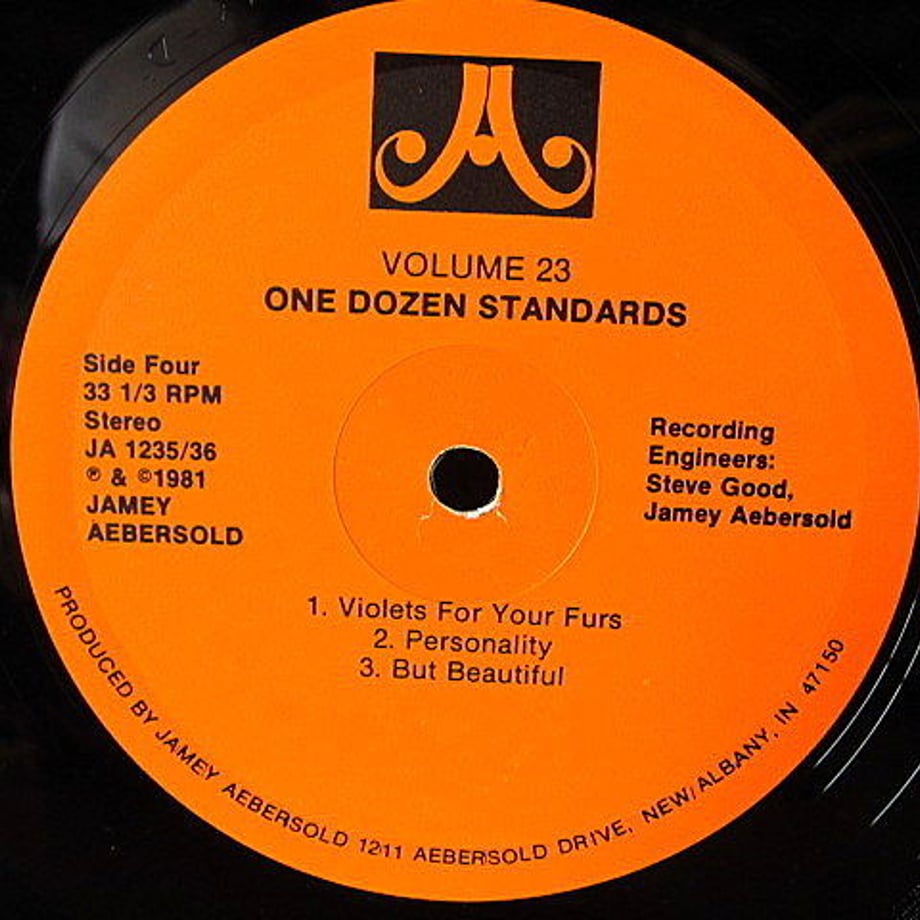 JA
VOLUME 23
ONE DOZEN STANDARDS
Side Four
33 1/3 RPM
Stereo
JA 1235/36
℗ & ©1981
JAMEY
AEBERSOLD
Recording
Engineers:
Steve Good,
Jamey Aebersold
1. Violets For Your Furs
2. Personality
3. But Beautiful
PRODUCED BY JAMEY AEBERSOLD 1211 AEBERSOLD DRIVE, NEW ALBANY, IN 47150